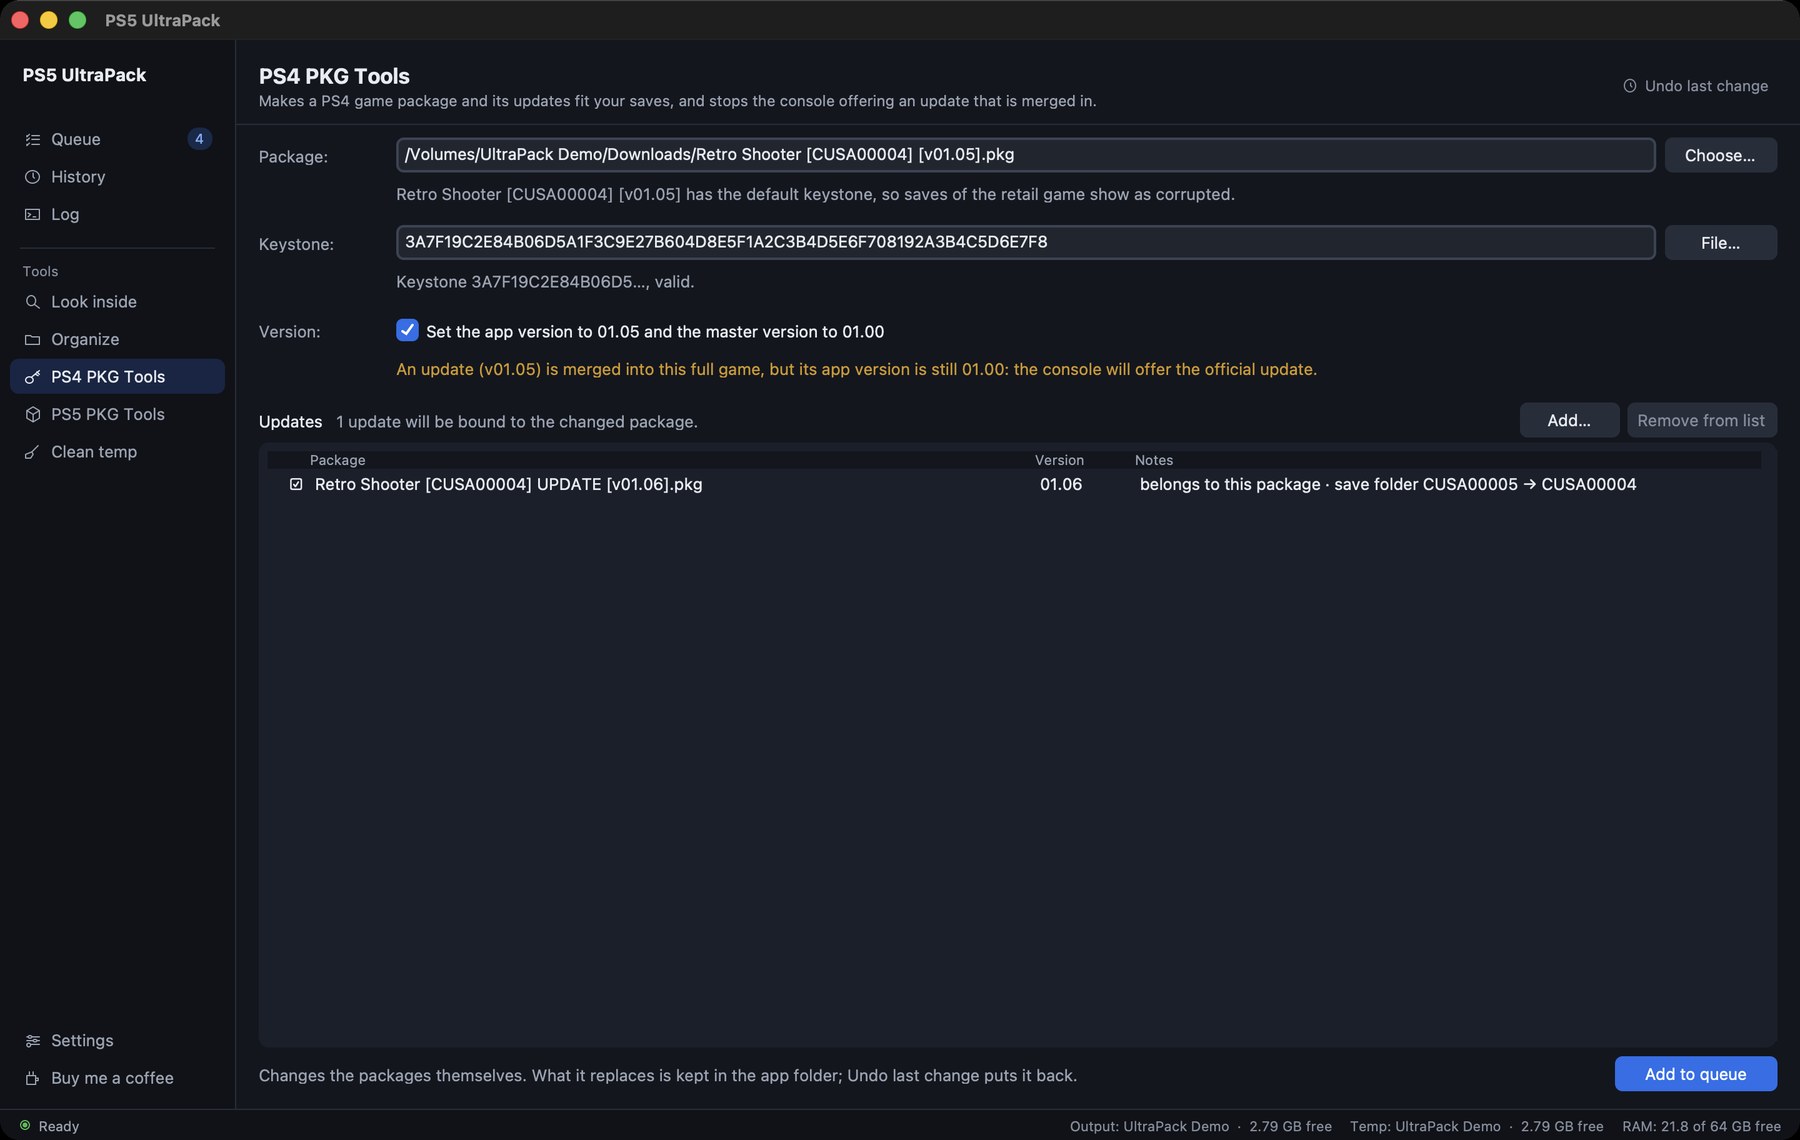 PS5 UltraPack
PS5 UltraPack
Queue 4
History
Log
Tools
Look inside
Organize
PS4 PKG Tools
PS5 PKG Tools
Clean temp
Settings
Buy me a coffee
PS4 PKG Tools
Makes a PS4 game package and its updates fit your saves, and stops the console offering an update that is merged in.
Undo last change
Package: /Volumes/UltraPack Demo/Downloads/Retro Shooter [CUSA00004] [v01.05].pkg Choose...
Retro Shooter [CUSA00004] [v01.05] has the default keystone, so saves of the retail game show as corrupted.
Keystone: 3A7F19C2E84B06D5A1F3C9E27B604D8E5F1A2C3B4D5E6F708192A3B4C5D6E7F8 File...
Keystone 3A7F19C2E84B06D5..., valid.
Version: Set the app version to 01.05 and the master version to 01.00
An update (v01.05) is merged into this full game, but its app version is still 01.00: the console will offer the official update.
Updates 1 update will be bound to the changed package. Add... Remove from list
Package Version Notes
Retro Shooter [CUSA00004] UPDATE [v01.06].pkg 01.06 belongs to this package · save folder CUSA00005 → CUSA00004
Changes the packages themselves. What it replaces is kept in the app folder; Undo last change puts it back. Add to queue
Ready Output: UltraPack Demo · 2.79 GB free Temp: UltraPack Demo · 2.79 GB free RAM: 21.8 of 64 GB free